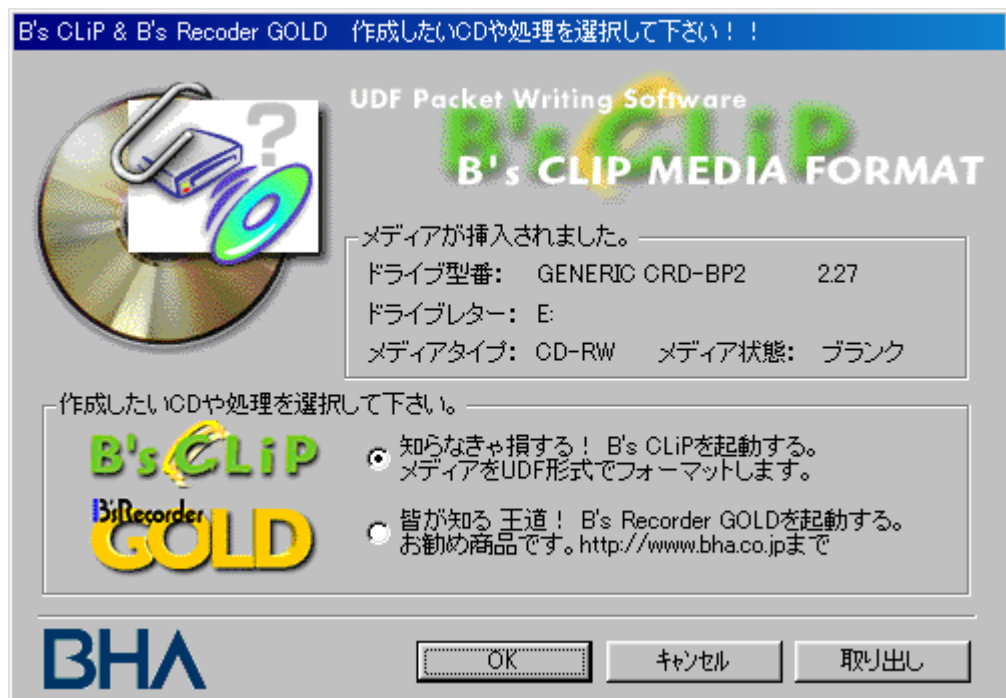 B's CLiP & B's Recoder GOLD 作成したいCDや処理を選択して下さい！！
UDF Packet Writing Software
B's CLiP
B's CLIP MEDIA FORMAT
メディアが挿入されました。
ドライブ型番： GENERIC CRD-BP2 2.27
ドライブレター： E:
メディアタイプ： CD-RW メディア状態： ブランク
作成したいCDや処理を選択して下さい。
B's CLiP
知らなきゃ損する！ B's CLiPを起動する。
メディアをUDF形式でフォーマットします。
B's Recorder
GOLD
皆が知る 王道！ B's Recorder GOLDを起動する。
お勧め商品です。http://www.bha.co.jpまで
BHA
OK
キャンセル
取り出し